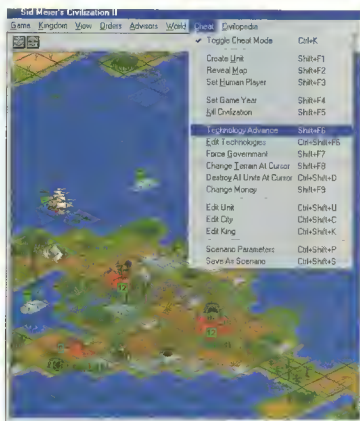 Sid Meier's Civilization II
Game Kingdom View Orders Advisors World Cheat Civilopedia
✓ Toggle Cheat Mode Ctrl+K
Create Unit Shift+F1
Reveal Map Shift+F2
Set Human Player Shift+F3
Set Game Year Shift+F4
Kill Civilization Shift+F5
Technology Advance Shift+F6
Edit Technologies Ctrl+Shift+F6
Force Government Shift+F7
Change Terrain At Cursor Shift+F8
Destroy All Units At Cursor Ctrl+Shift+D
Change Money Shift+F9
Edit Unit Ctrl+Shift+U
Edit City Ctrl+Shift+C
Edit King Ctrl+Shift+K
Scenario Parameters Ctrl+Shift+P
Save As Scenario Ctrl+Shift+S
12
12